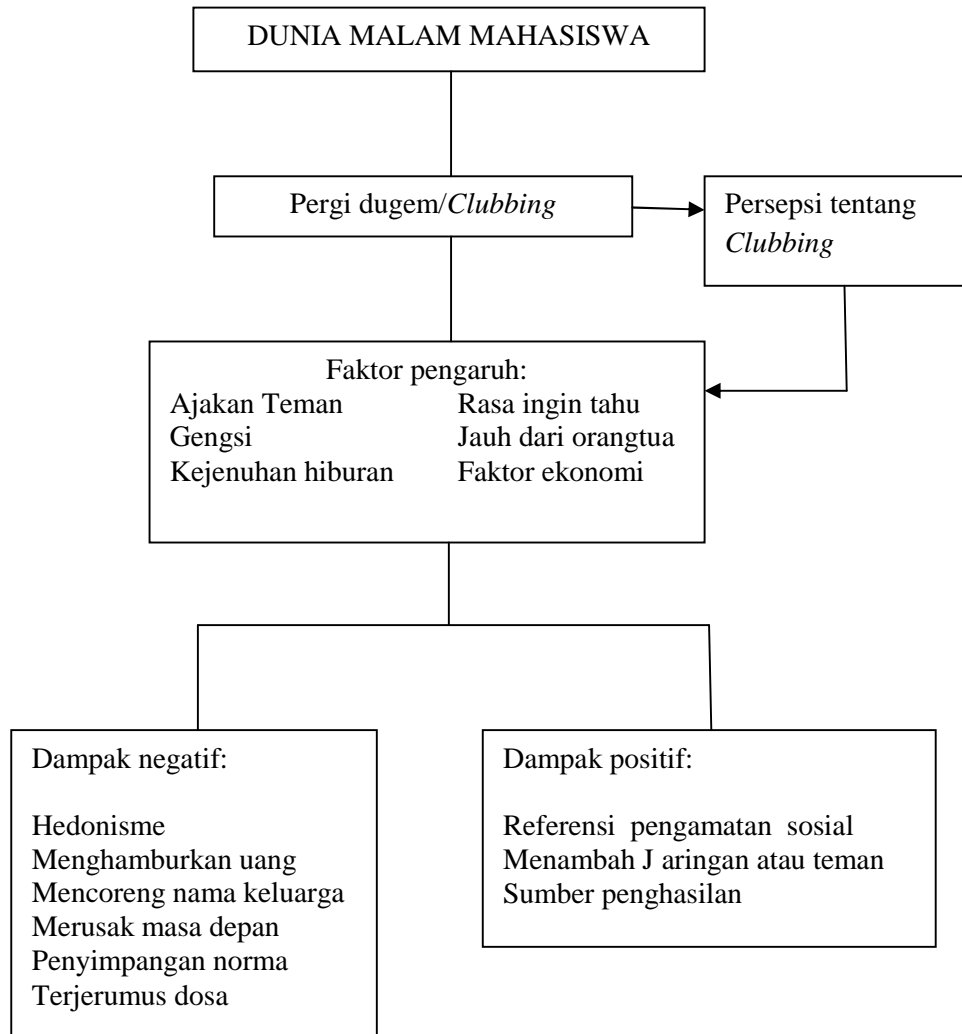 DUNIA MALAM MAHASISWA
Pergi dugem/Clubbing
Persepsi tentang
Clubbing
Faktor pengaruh:
Ajakan Teman Rasa ingin tahu
Gengsi Jauh dari orangtua
Kejenuhan hiburan Faktor ekonomi
Dampak negatif:
Hedonisme
Menghamburkan uang
Mencoreng nama keluarga
Merusak masa depan
Penyimpangan norma
Terjerumus dosa
Dampak positif:
Referensi pengamatan sosial
Menambah J aringan atau teman
Sumber penghasilan